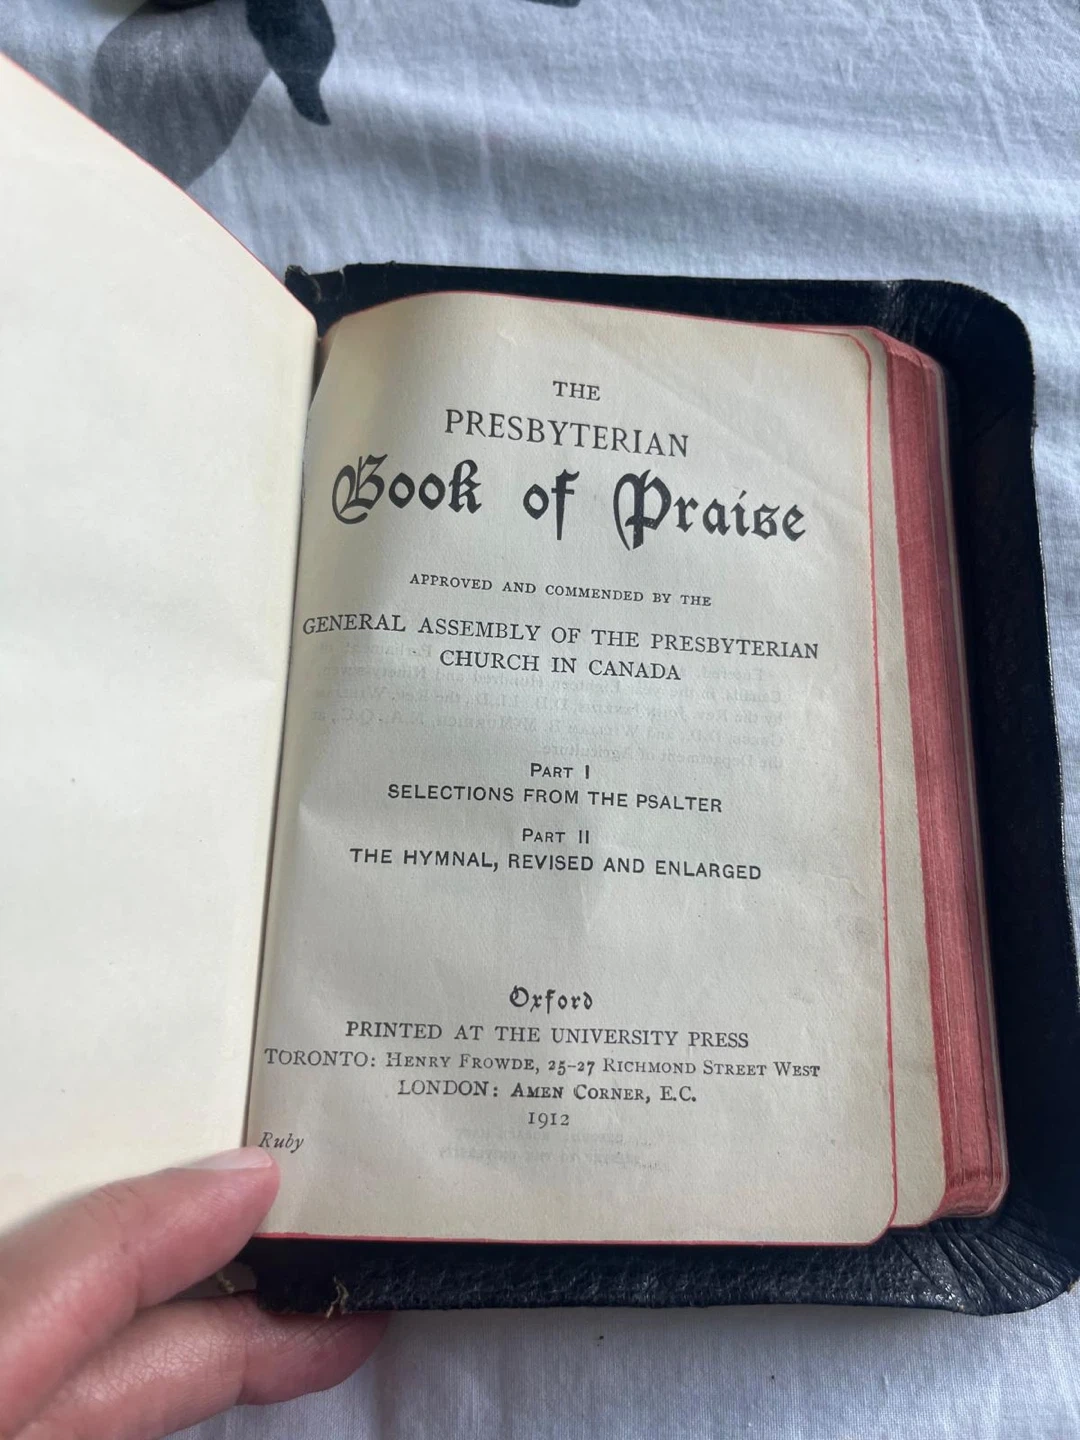 THE
PRESBYTERIAN
Book of Praise
APPROVED AND COMMENDED BY THE
GENERAL ASSEMBLY OF THE PRESBYTERIAN
CHURCH IN CANADA
PART I
SELECTIONS FROM THE PSALTER
PART II
THE HYMNAL, REVISED AND ENLARGED
Oxford
PRINTED AT THE UNIVERSITY PRESS
TORONTO: HENRY FROWDE, 25-27 RICHMOND STREET WEST
LONDON: AMEN CORNER, E.C.
1912
Ruby